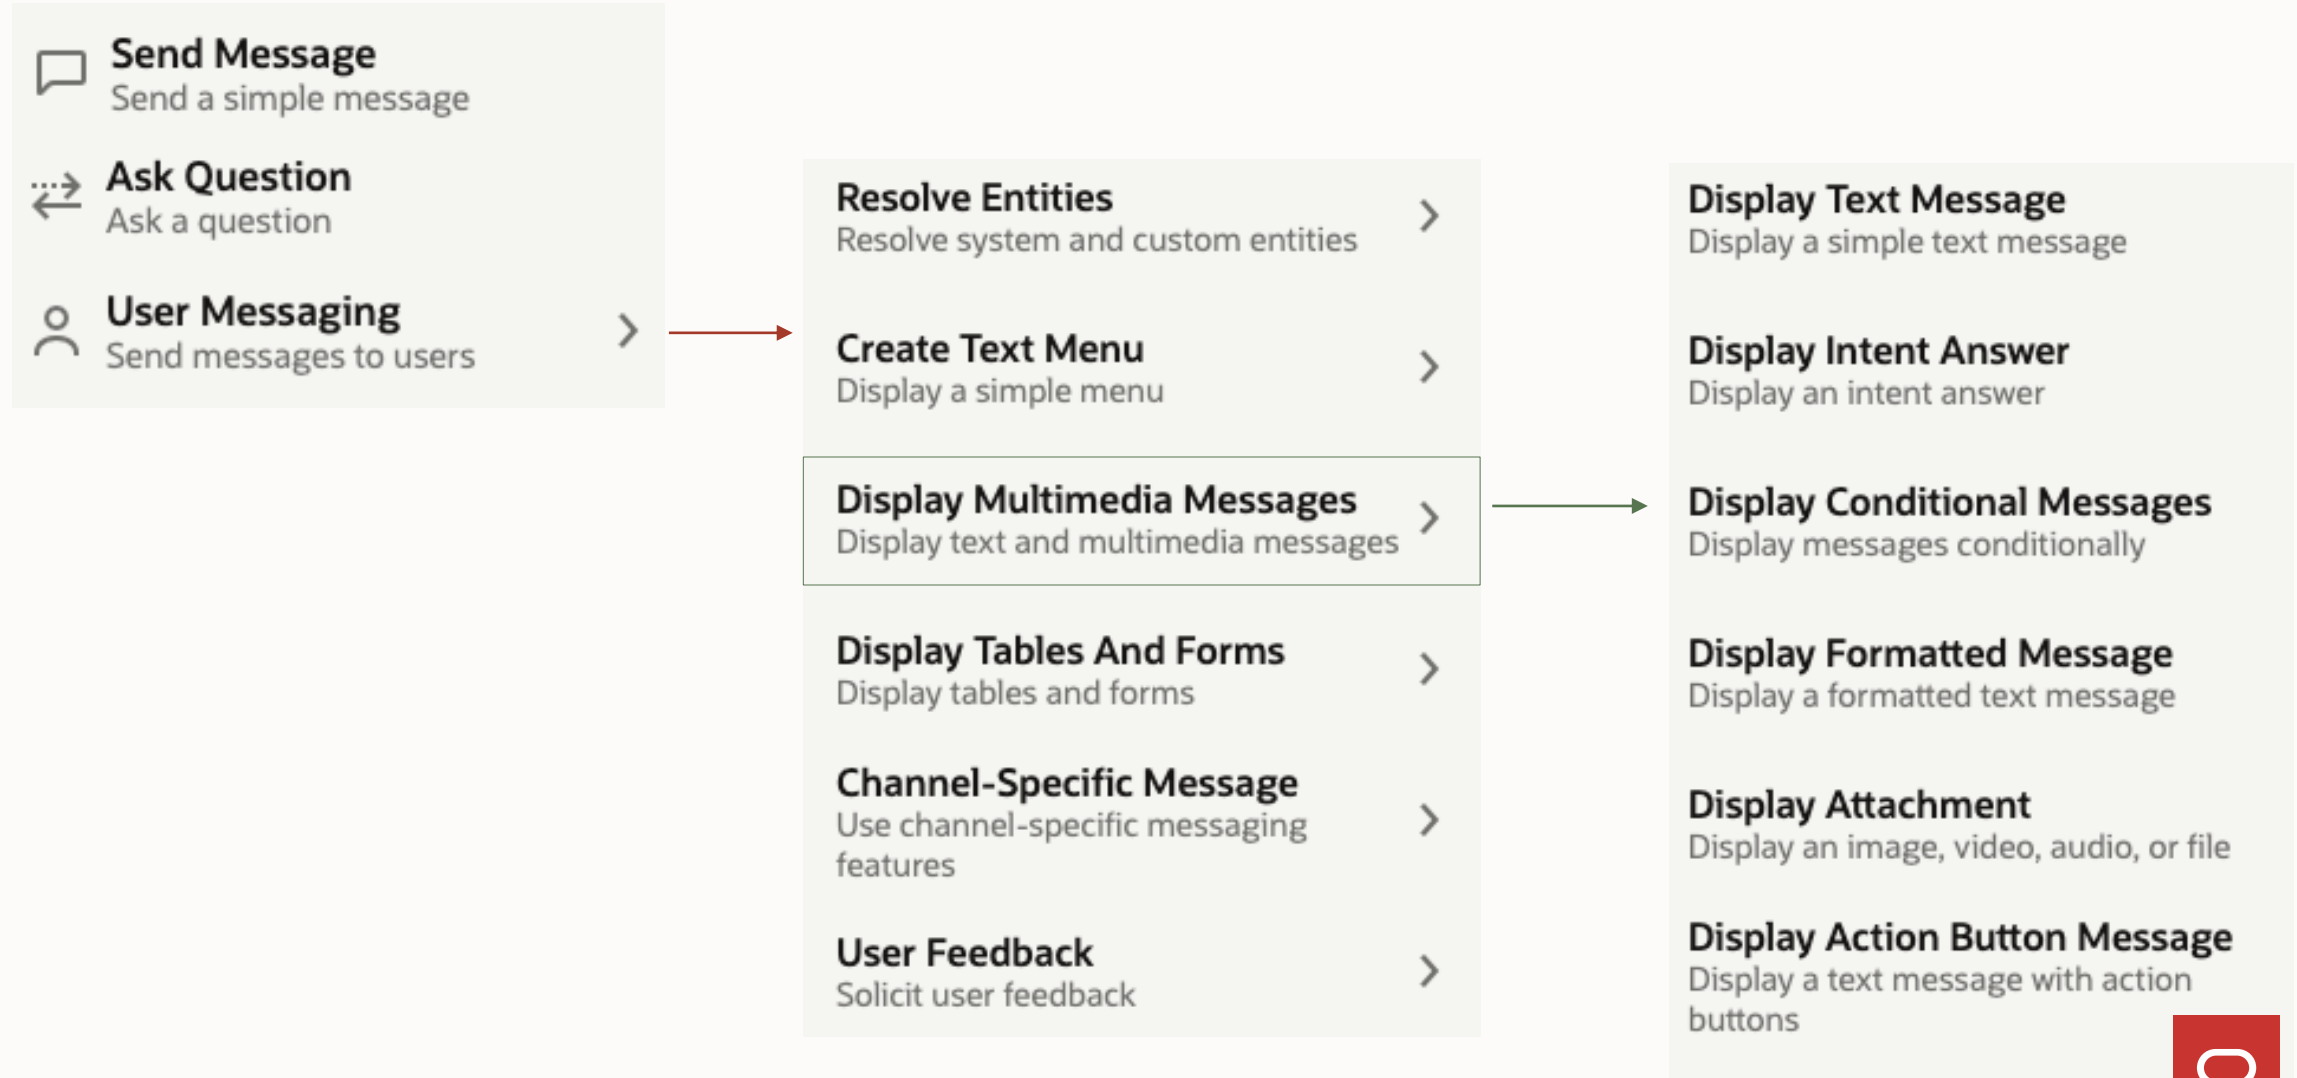 Send Message
Send a simple message
Ask Question
Ask a question
User Messaging
Send messages to users
Resolve Entities
Resolve system and custom entities
Create Text Menu
Display a simple menu
Display Multimedia Messages
Display text and multimedia messages
Display Tables And Forms
Display tables and forms
Channel-Specific Message
Use channel-specific messaging
features
User Feedback
Solicit user feedback
Display Text Message
Display a simple text message
Display Intent Answer
Display an intent answer
Display Conditional Messages
Display messages conditionally
Display Formatted Message
Display a formatted text message
Display Attachment
Display an image, video, audio, or file
Display Action Button Message
Display a text message with action
buttons